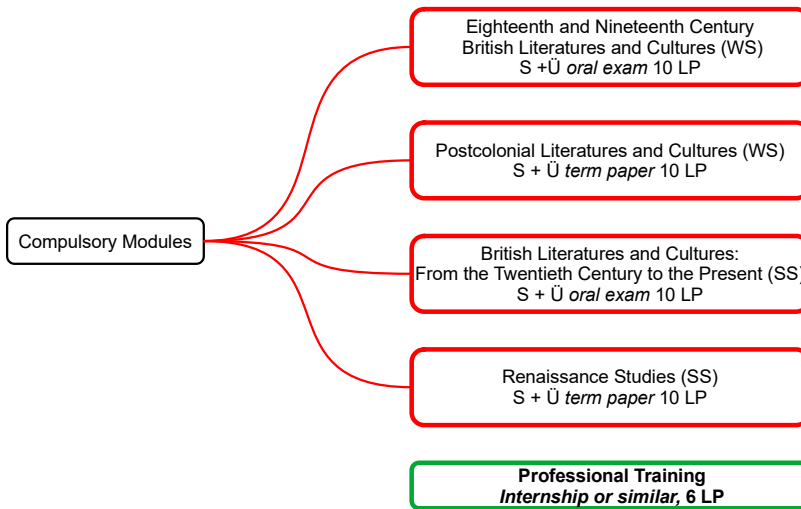 Eighteenth and Nineteenth Century
British Literatures and Cultures (WS)
S +Ü oral exam 10 LP
Postcolonial Literatures and Cultures (WS)
S + Ü term paper 10 LP
Compulsory Modules
British Literatures and Cultures:
From the Twentieth Century to the Present (SS)
S + Ü oral exam 10 LP
Renaissance Studies (SS)
S + Ü term paper 10 LP
Professional Training
Internship or similar, 6 LP